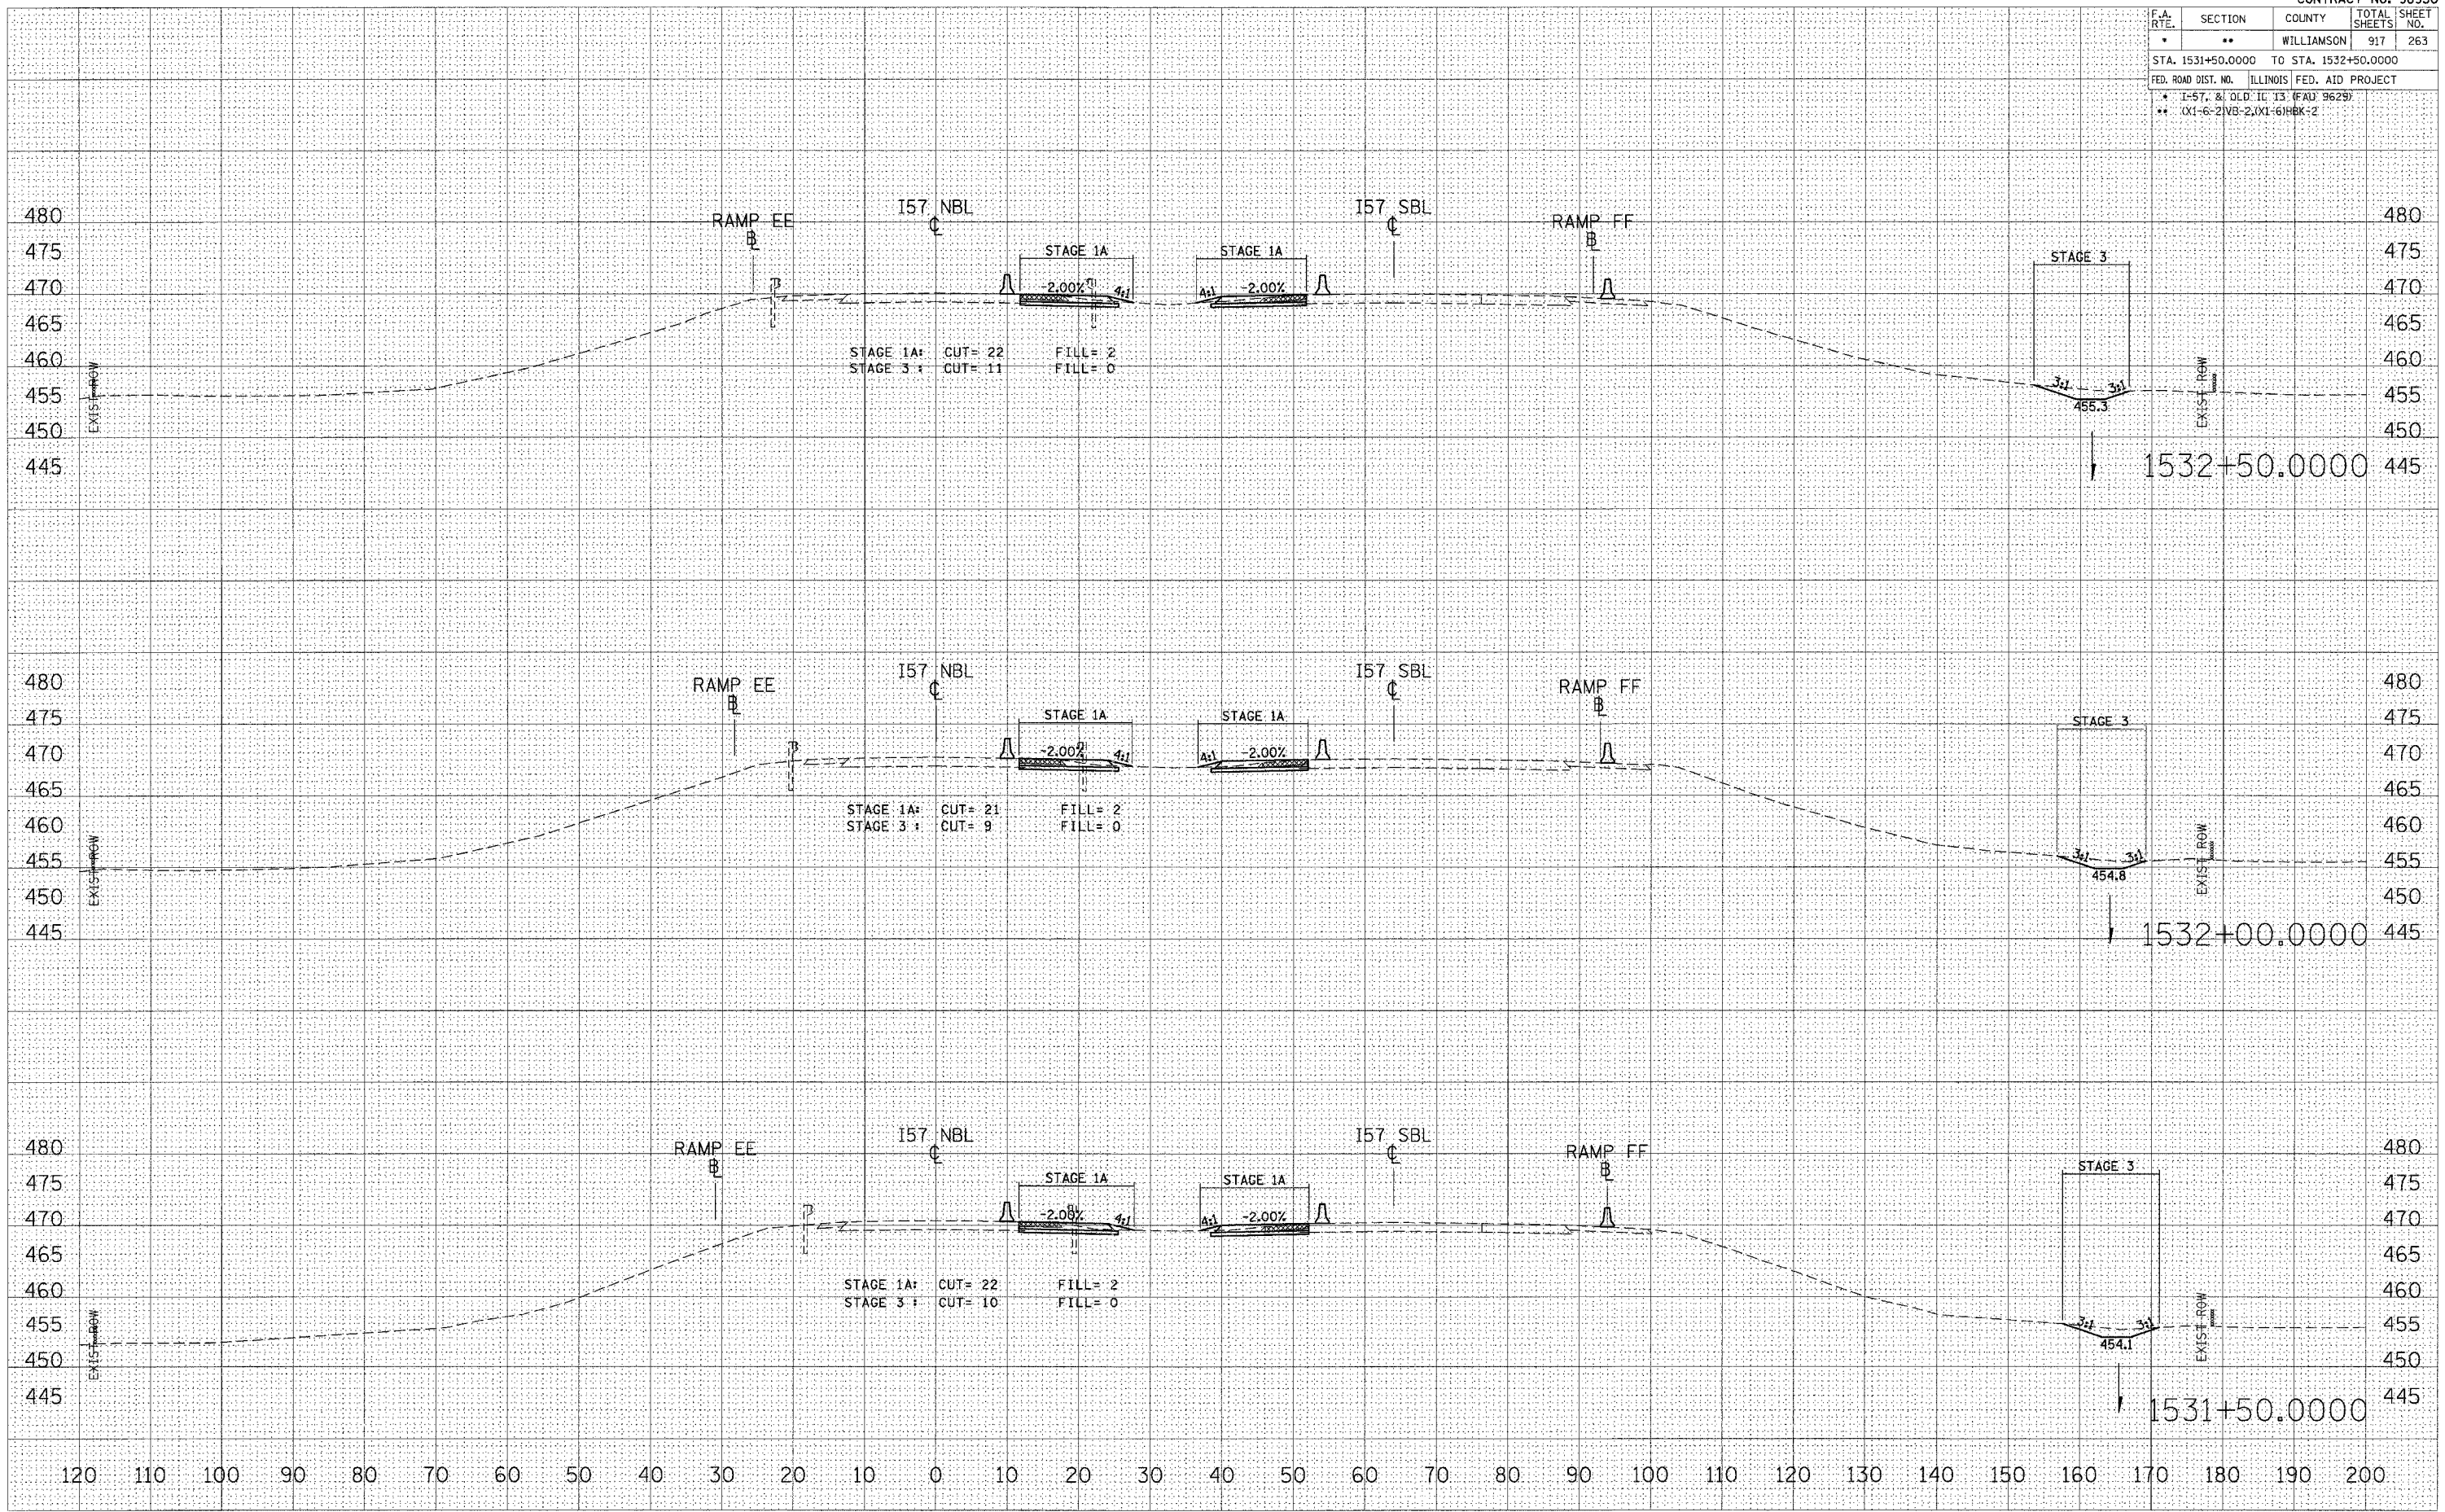 F.A. RTE. SECTION COUNTY TOTAL SHEETS SHEET NO.
* ** WILLIAMSON 917 263
STA. 1531+50.0000 TO STA. 1532+50.0000
FED. ROAD DIST. NO. ILLINOIS FED. AID PROJECT
* I-57, & OLD IL 13 (FAU 9629)
** (X1-6-2)VB-2,(X1-6)HBK-2
I57 NBL I57 SBL
480 RAMP EE ℄ ℄ RAMP FF 480
B B
475 STAGE 1A STAGE 1A STAGE 3 475
470 -2.00% 4:1 4:1 -2.00% 470
465 465
STAGE 1A: CUT= 22 FILL= 2
STAGE 3 : CUT= 11 FILL= 0
460 460
455 EXIST ROW 3:1 3:1 EXIST ROW 455
455.3
450 450
445 1532+50.0000 445
I57 NBL I57 SBL
480 RAMP EE ℄ ℄ RAMP FF 480
B B
475 STAGE 1A STAGE 1A STAGE 3 475
470 -2.00% 4:1 4:1 -2.00% 470
465 465
STAGE 1A: CUT= 21 FILL= 2
STAGE 3 : CUT= 9 FILL= 0
460 460
455 EXIST ROW 3:1 3:1 EXIST ROW 455
454.8
450 450
445 1532+00.0000 445
I57 NBL I57 SBL
480 RAMP EE ℄ ℄ RAMP FF 480
B B
475 STAGE 1A STAGE 1A STAGE 3 475
470 -2.00% 4:1 4:1 -2.00% 470
465 465
STAGE 1A: CUT= 22 FILL= 2
STAGE 3 : CUT= 10 FILL= 0
460 460
455 EXIST ROW 3:1 3:1 EXIST ROW 455
454.1
450 450
445 1531+50.0000 445
120 110 100 90 80 70 60 50 40 30 20 10 0 10 20 30 40 50 60 70 80 90 100 110 120 130 140 150 160 170 180 190 200